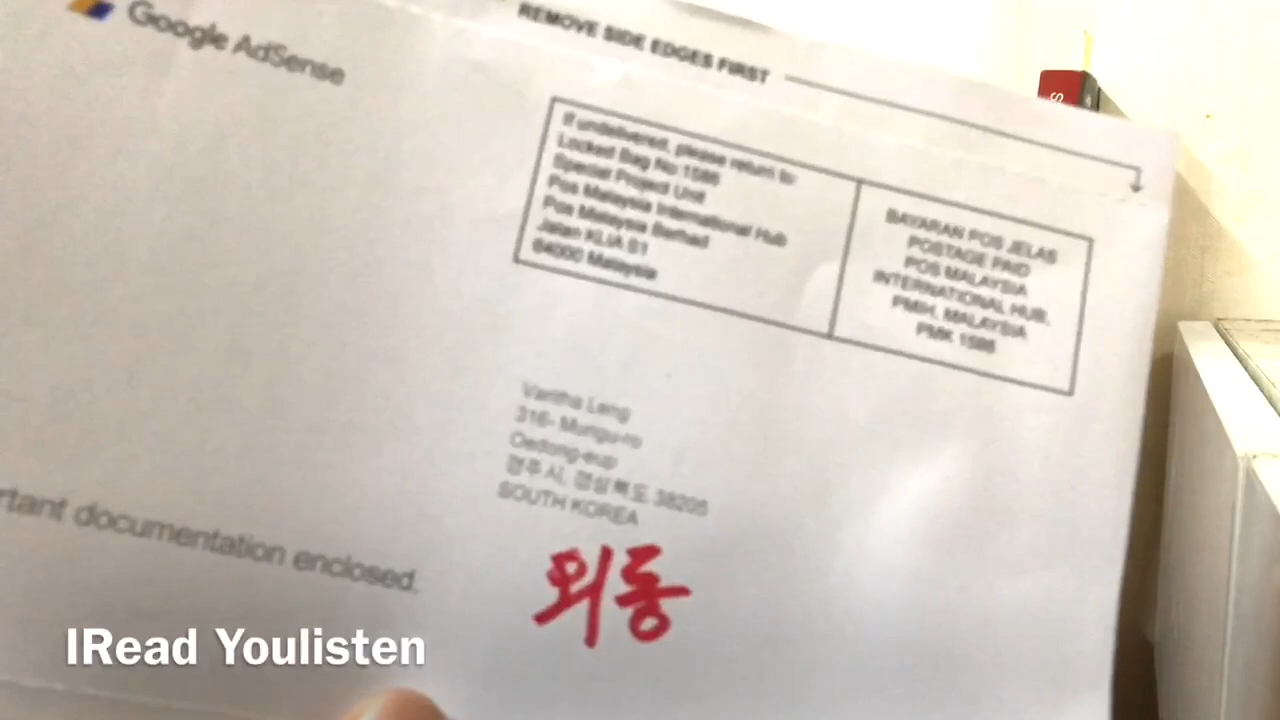 Google AdSense
REMOVE SIDE EDGES FIRST
If undelivered, please return to:
Locked Bag No 1586
Special Project Unit
Pos Malaysia International Hub
Pos Malaysia Berhad
Jalan KLIA S1
64000 Malaysia
BAYARAN POS JELAS
POSTAGE PAID
POS MALAYSIA
INTERNATIONAL HUB,
PMIH, MALAYSIA
PMK 1586
Vantha Leng
316- Mungu-ro
Oedong-eup
경주시, 경상북도 38205
SOUTH KOREA
외동
rtant documentation enclosed.
IRead Youlisten